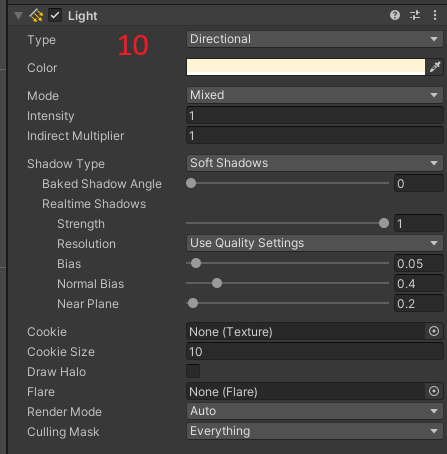 Light
10
Type Directional
Color
Mode Mixed
Intensity 1
Indirect Multiplier 1
Shadow Type Soft Shadows
Baked Shadow Angle 0
Realtime Shadows
Strength 1
Resolution Use Quality Settings
Bias 0.05
Normal Bias 0.4
Near Plane 0.2
Cookie None (Texture)
Cookie Size 10
Draw Halo
Flare None (Flare)
Render Mode Auto
Culling Mask Everything